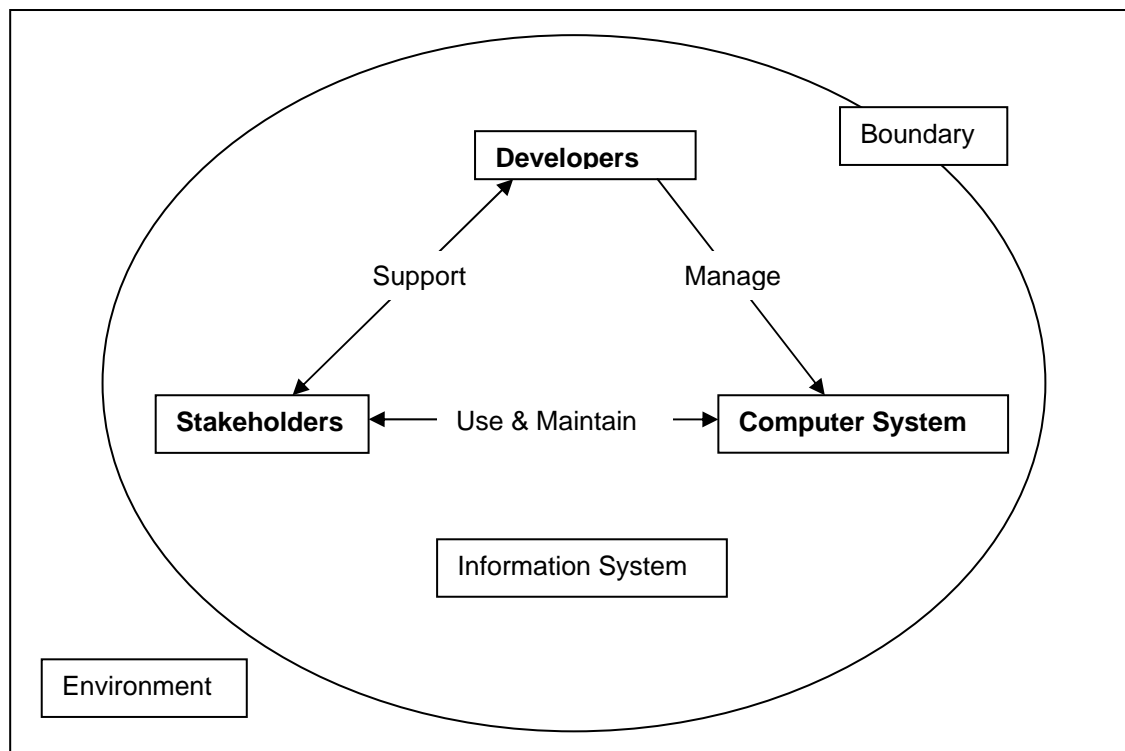 Boundary
Developers
Support
Manage
Stakeholders
Use & Maintain
Computer System
Information System
Environment